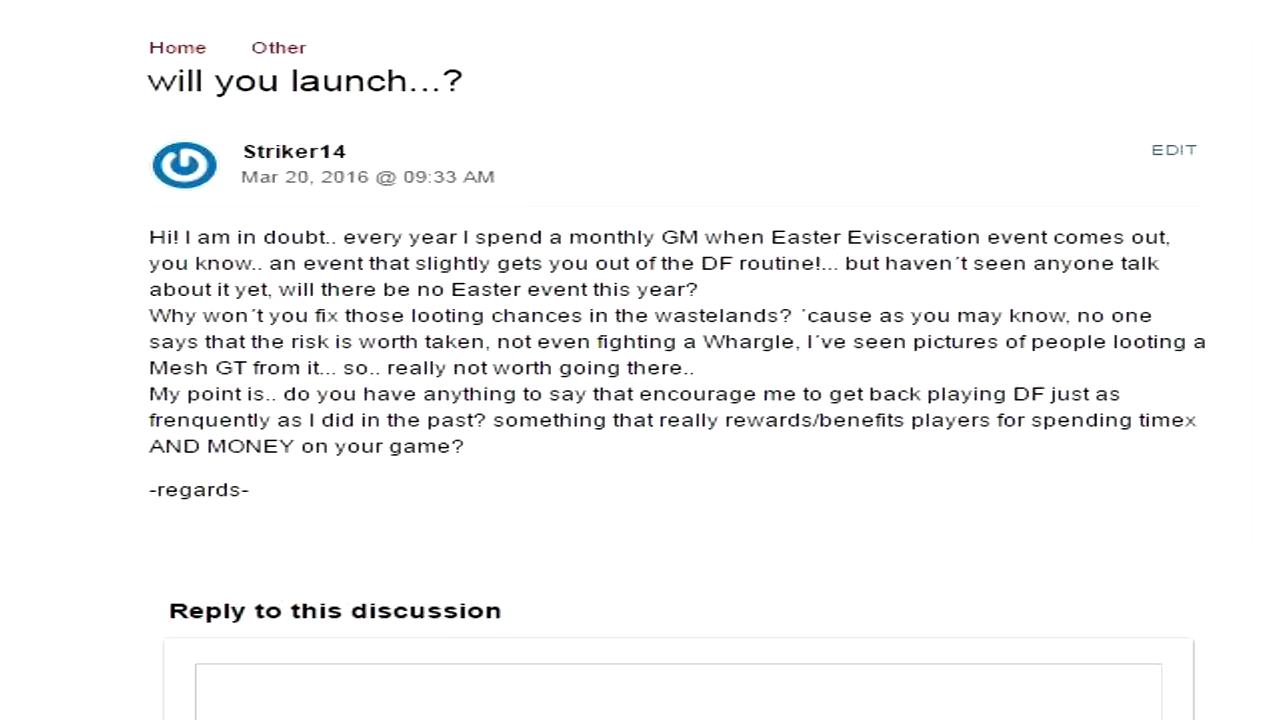 Home Other
will you launch...?
Striker14
EDIT
Mar 20, 2016 @ 09:33 AM
Hi! I am in doubt.. every year I spend a monthly GM when Easter Evisceration event comes out,
you know.. an event that slightly gets you out of the DF routine!... but haven´t seen anyone talk
about it yet, will there be no Easter event this year?
Why won´t you fix those looting chances in the wastelands? ´cause as you may know, no one
says that the risk is worth taken, not even fighting a Whargle, I´ve seen pictures of people looting a
Mesh GT from it... so.. really not worth going there..
My point is.. do you have anything to say that encourage me to get back playing DF just as
frenquently as I did in the past? something that really rewards/benefits players for spending timex
AND MONEY on your game?
-regards-
Reply to this discussion